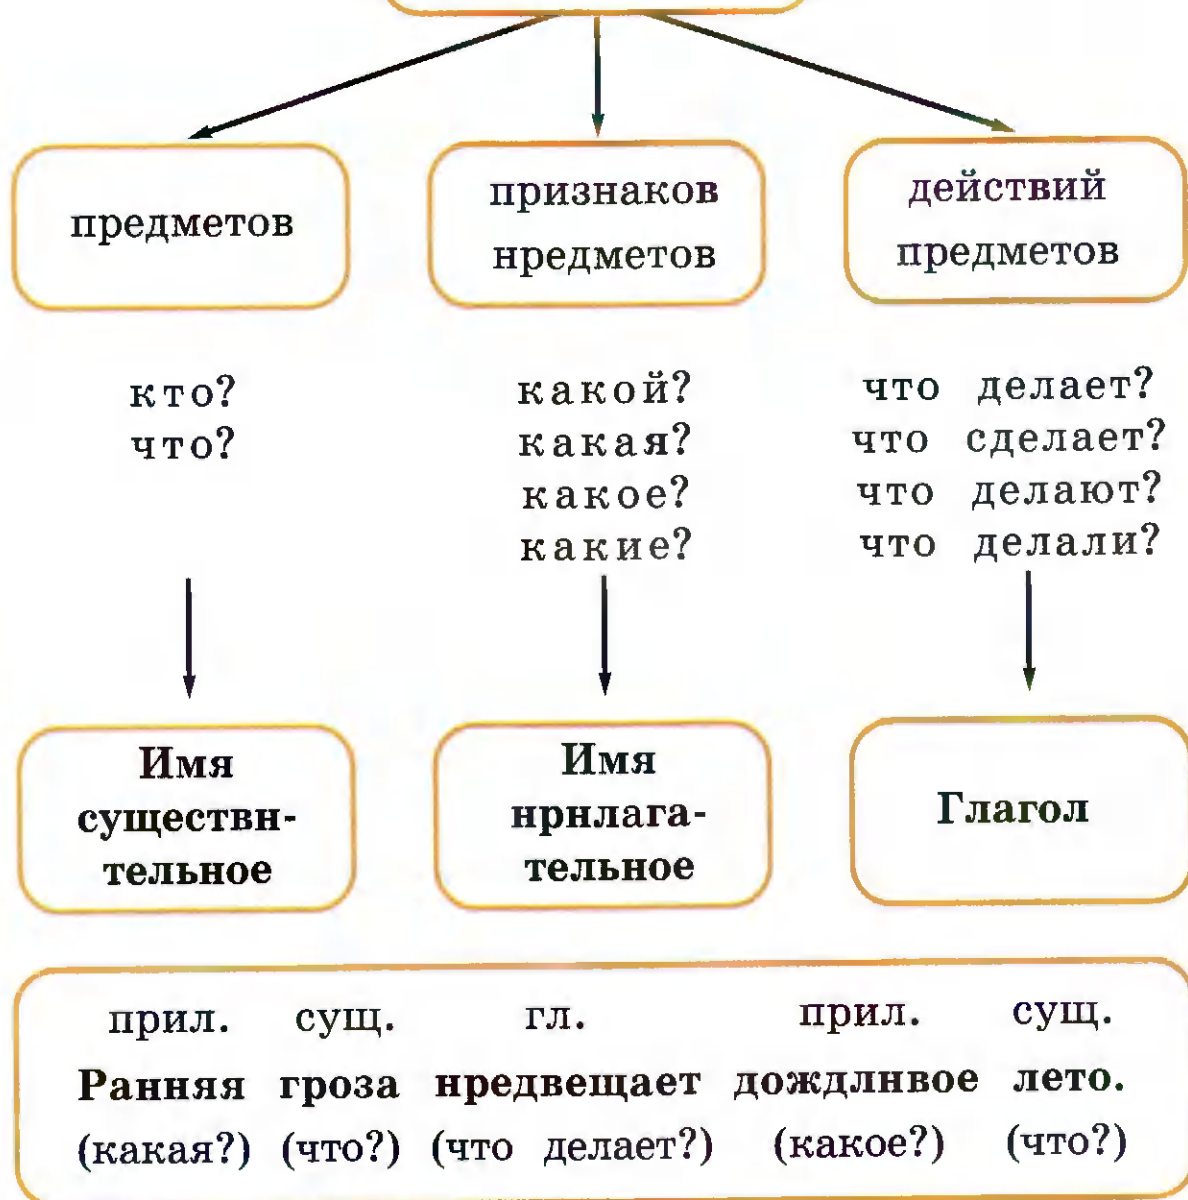 предметов
признаков
нредметов
действий
предметов
кто?
что?
какой?
какая?
какое?
какие?
что делает?
что сделает?
что делают?
что делали?
Имя
существн-
тельное
Имя
нрнлага-
тельное
Глагол
прил. сущ. гл. прил. сущ.
Ранняя гроза нредвещает дождлнвое лето.
(какая?) (что?) (что делает?) (какое?) (что?)